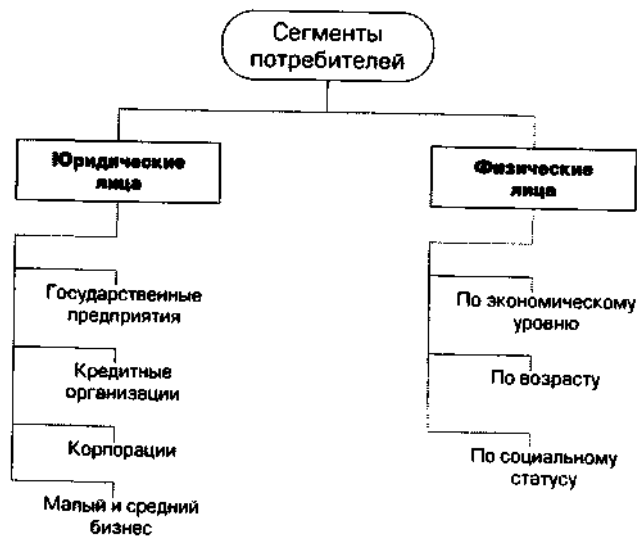 Сегменты
потребителей
Юридические
лица
Физические
лица
Государственные
предприятия
Кредитные
организации
Корпорации
Малый и средний
бизнес
По экономическому
уровню
По возрасту
По социальному
статусу